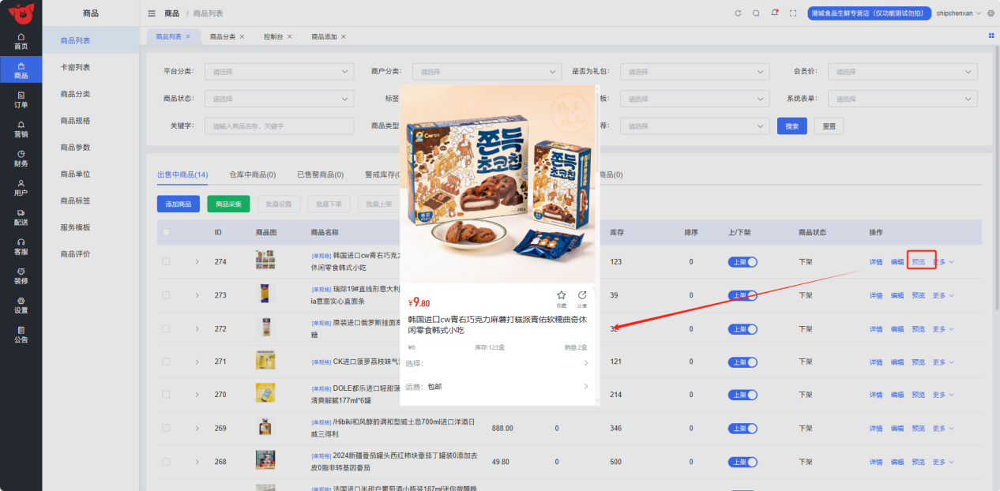 商品
商品 / 商品列表
港城食品生鲜专营店（仅功能测试勿拍）
shipshenxan
首页
商品
订单
营销
财务
用户
配送
客服
装修
设置
公告
商品列表
卡密列表
商品分类
商品规格
商品参数
商品单位
商品标签
服务模板
商品评价
商品列表 × 商品分类 × 控制台 × 商品添加 ×
平台分类： 请选择 商户分类： 请选择 是否为礼包： 请选择 会员价： 请选择
商品状态： 请选择 标签 板： 请选择 系统表单： 请选择
关键字： 请输入商品名称、关键字 商品类型 荐： 请选择 搜索 重置
出售中商品(14) 仓库中商品(0) 已售罄商品(0) 警戒库存(0 商品(0)
添加商品 商品采集 批量设置 批量下架 批量上架
ID 商品图 商品名称 库存 排序 上/下架 商品状态 操作
274 [单规格] 韩国进口cw青右巧克力 123 0 上架 下架 详情 编辑 预览 更多
休闲零食韩式小吃
273 [单规格] 瑞际19#直线形意大利 39 0 上架 下架 详情 编辑 预览 更多
ia意面实心直面条
272 [单规格] 原装进口俄罗斯挂面 32 0 上架 下架 详情 编辑 预览 更多
糖
271 [单规格] CK进口菠萝荔枝味气 121 0 上架 下架 详情 编辑 预览 更多
270 [单规格] DOLE都乐进口轻甜菠 214 0 上架 下架 详情 编辑 预览 更多
清爽解腻177ml*6罐
269 [单规格] /Hibiki和风醇韵调和型威士忌700ml进口洋酒日 888.00 0 346 0 上架 下架 详情 编辑 预览 更多
威三得利
268 [单规格] 2024新疆番茄罐头西红柿块番茄丁罐装0添加去 49.80 0 500 0 上架 下架 详情 编辑 预览 更多
皮0脂非转基因番茄
[单规格] 法国进口半甜白葡萄酒小瓶装187ml迷你微醺晚
Cw
쫀득
초코칩
韩国
240 g
Cw
쫀득
초코칩
¥9.80
收藏 分享
韩国进口cw青右巧克力麻薯打糕派青佑软糯曲奇休
闲零食韩式小吃
¥0 库存:123盒 销量:2盒
选择：
运费： 包邮